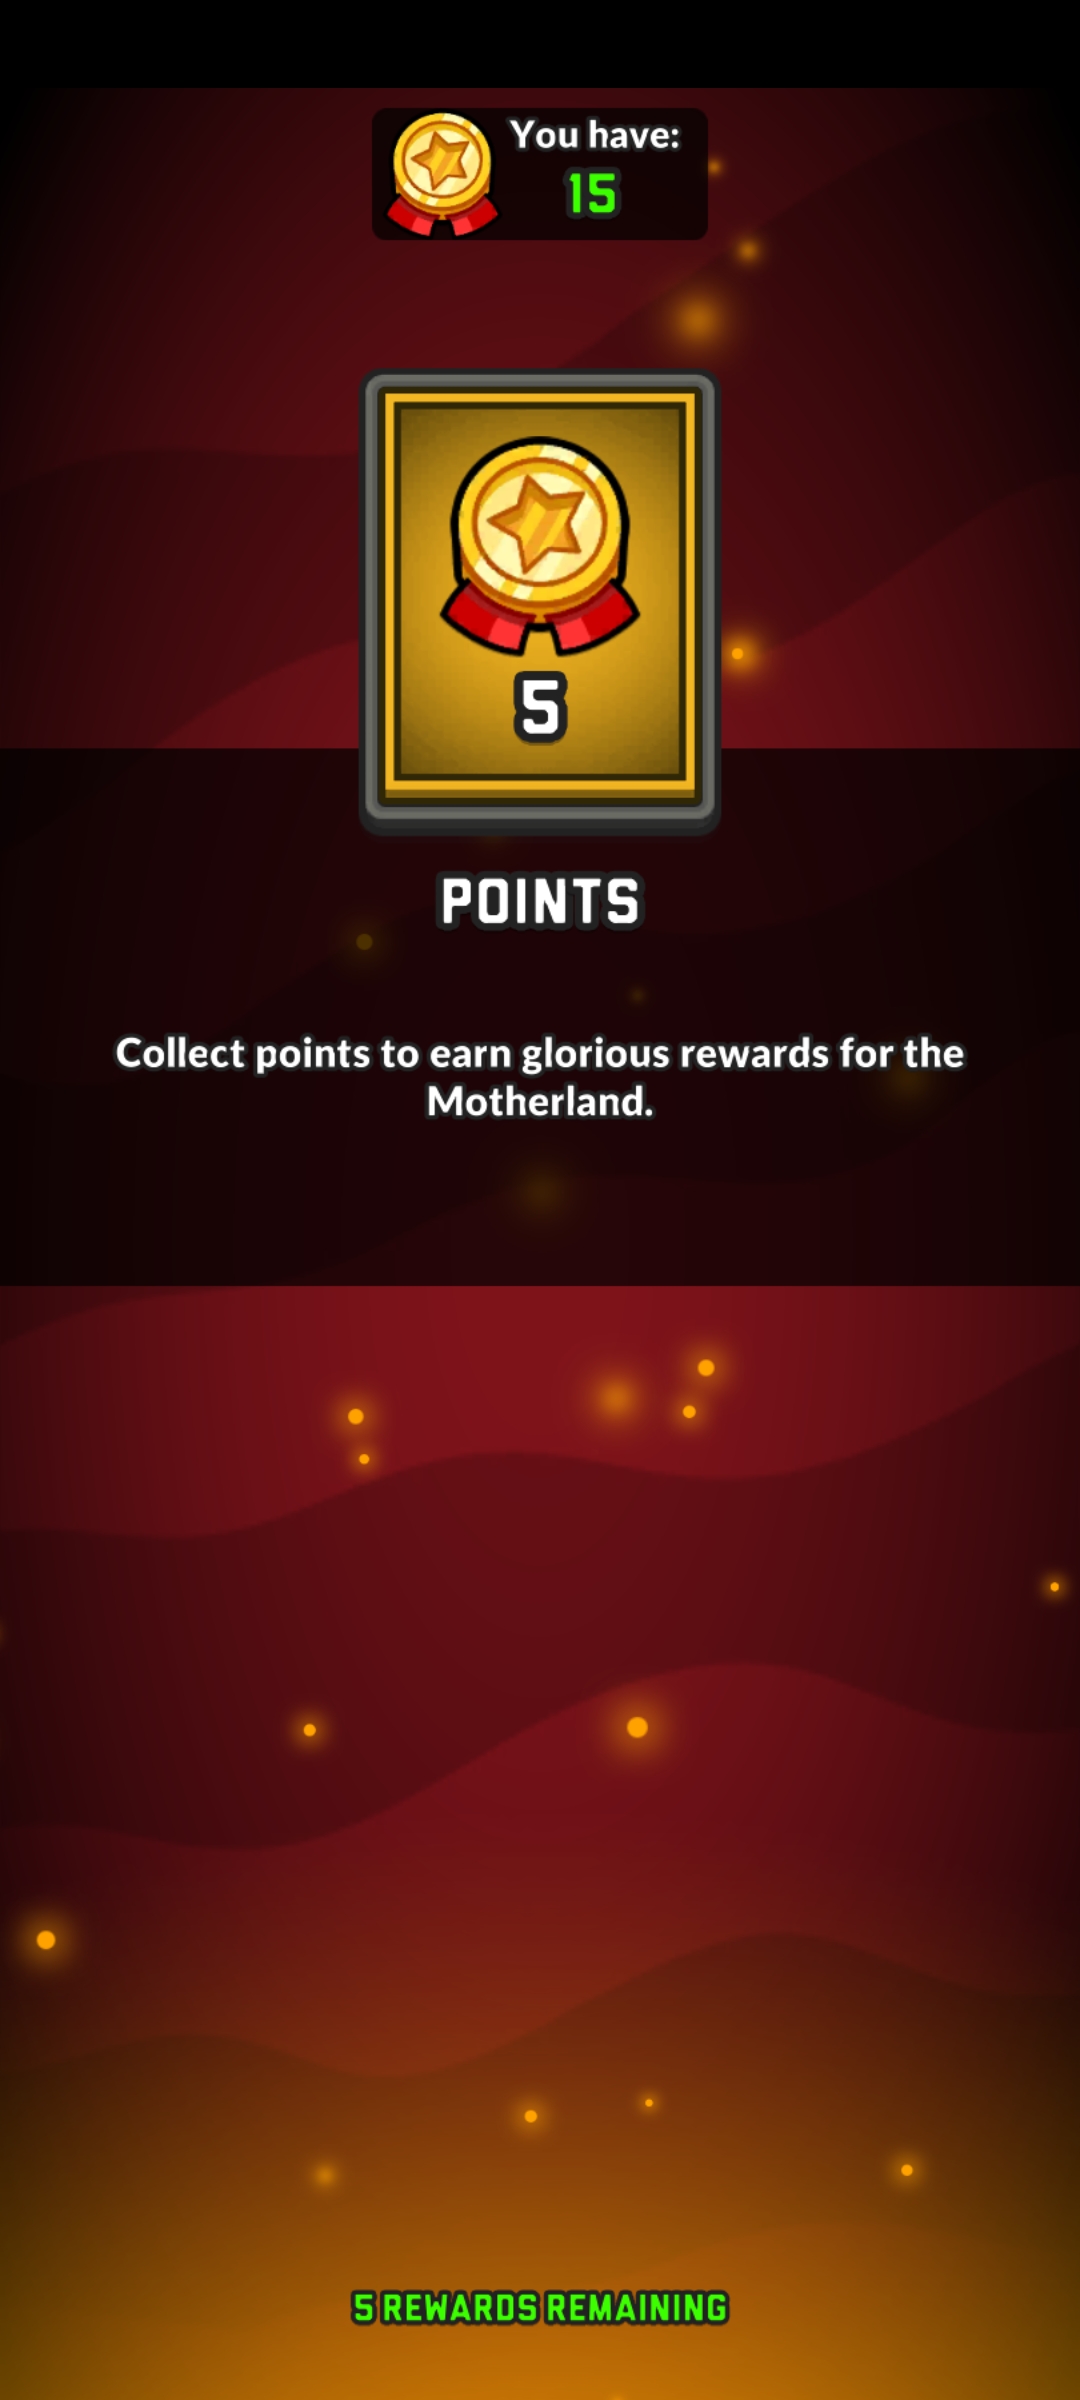 You have:
15
5
POINTS
Collect points to earn glorious rewards for the
Motherland.
5 REWARDS REMAINING